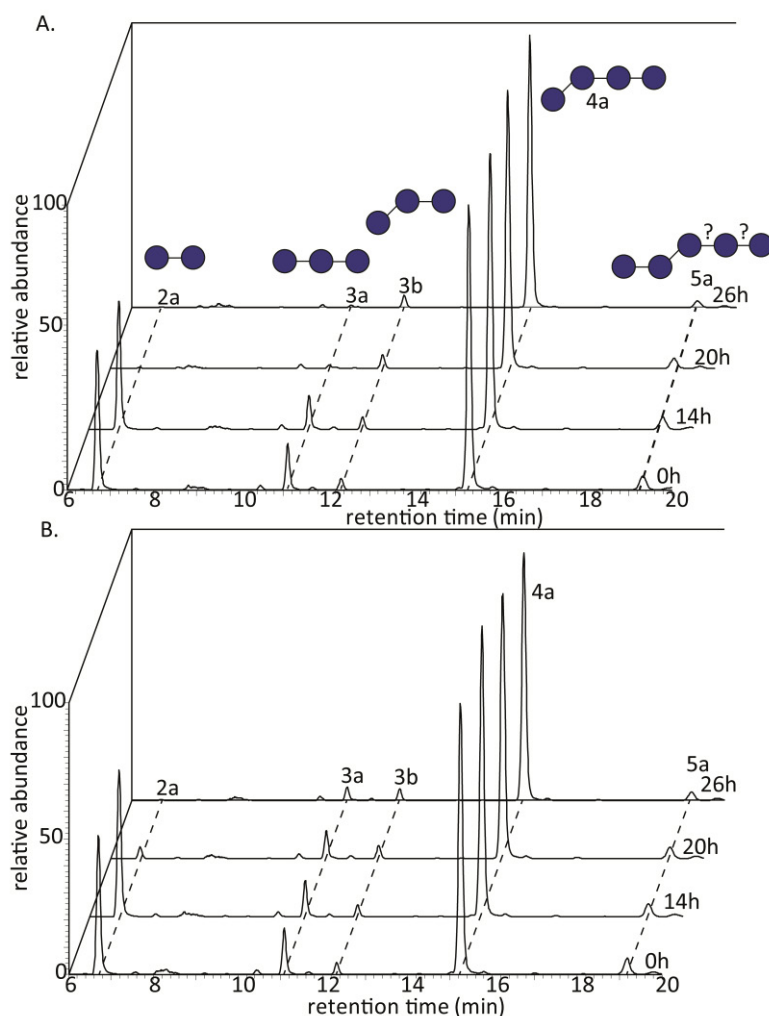 A.
4a
100
relative abundance
? ?
2a 3a 3b 5a
26h
50
20h
14h
0h
0
6 8 10 12 14 16 18 20
retention time (min)
B.
4a
100
relative abundance
2a 3a 3b 5a
26h
50
20h
14h
0h
0
6 8 10 12 14 16 18 20
retention time (min)